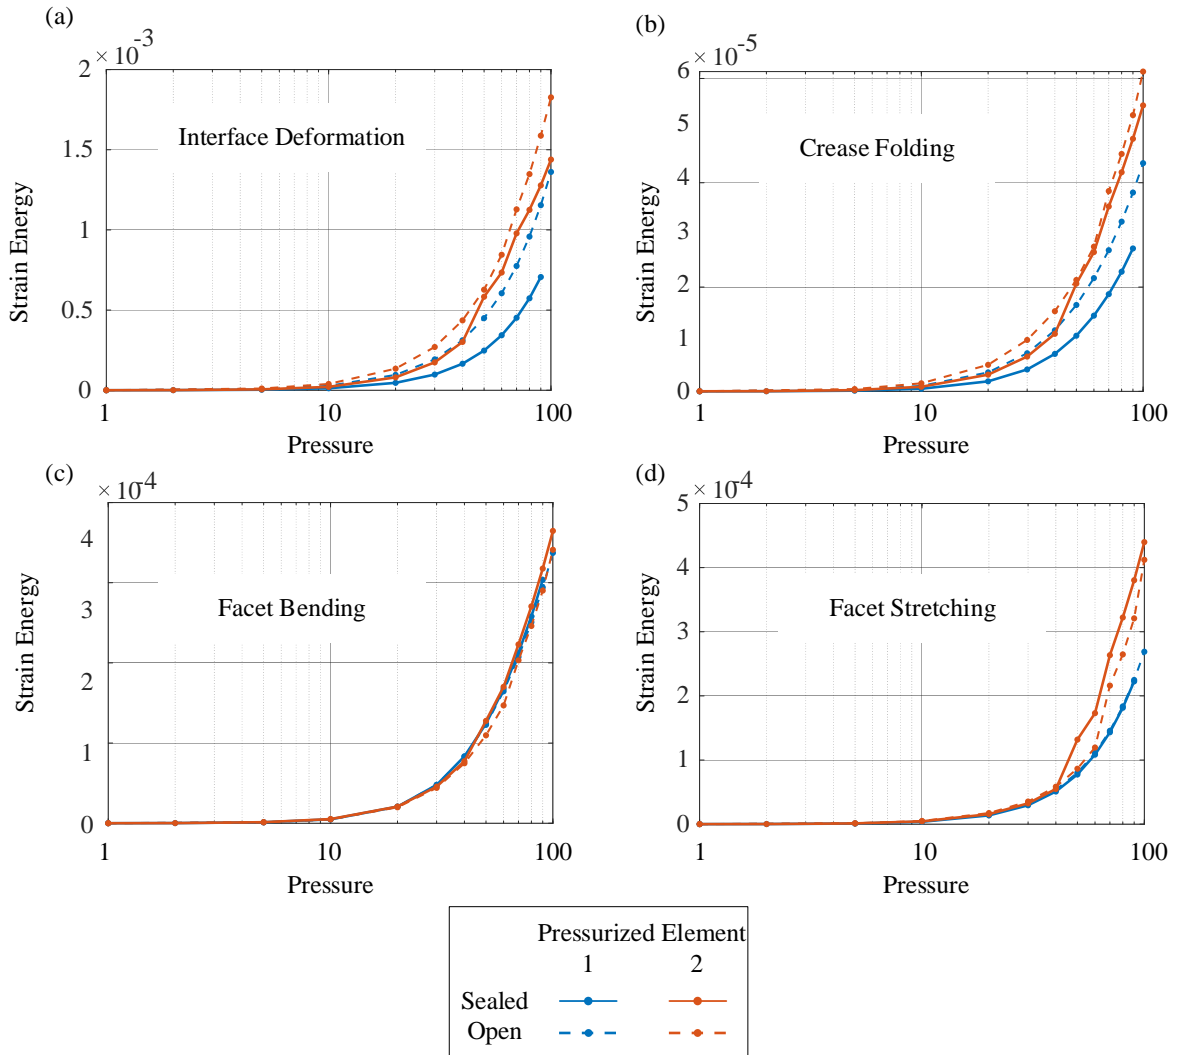 (a)
× 10-3
2
1.5
1
0.5
0
Interface Deformation
Strain Energy
1 10 100
Pressure
(b)
× 10-5
6
5
4
3
2
1
0
Crease Folding
Strain Energy
1 10 100
Pressure
(c)
× 10-4
4
3
2
1
0
Facet Bending
Strain Energy
1 10 100
Pressure
(d)
× 10-4
5
4
3
2
1
0
Facet Stretching
Strain Energy
1 10 100
Pressure
Pressurized Element
1 2
Sealed
Open